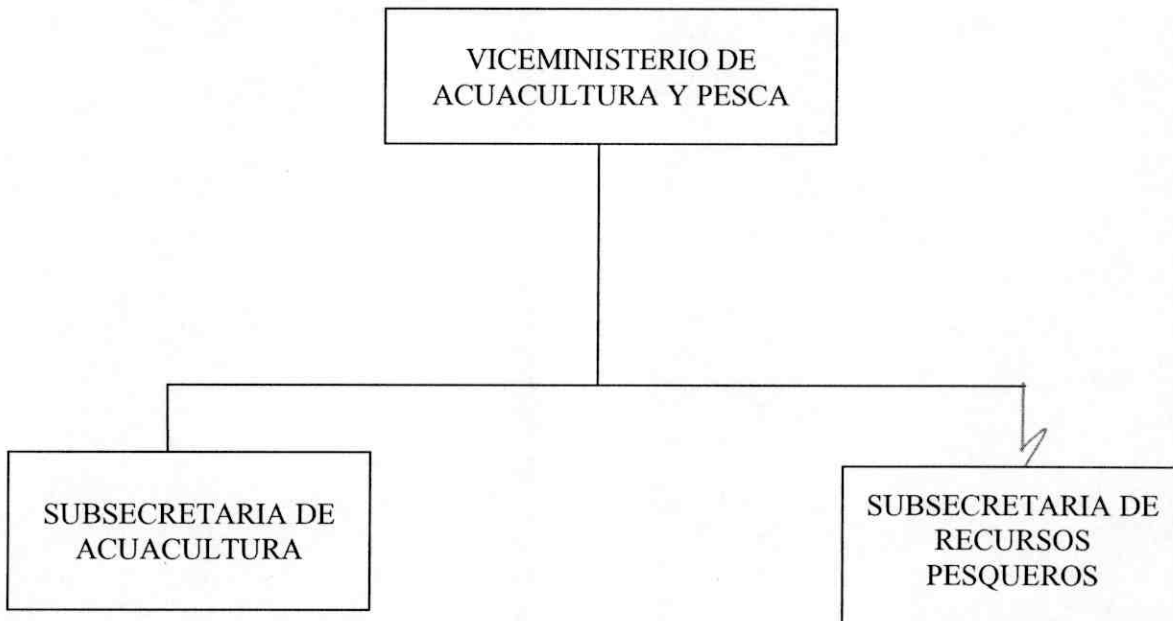 VICEMINISTERIO DE
ACUACULTURA Y PESCA
SUBSECRETARIA DE
ACUACULTURA
SUBSECRETARIA DE
RECURSOS
PESQUEROS